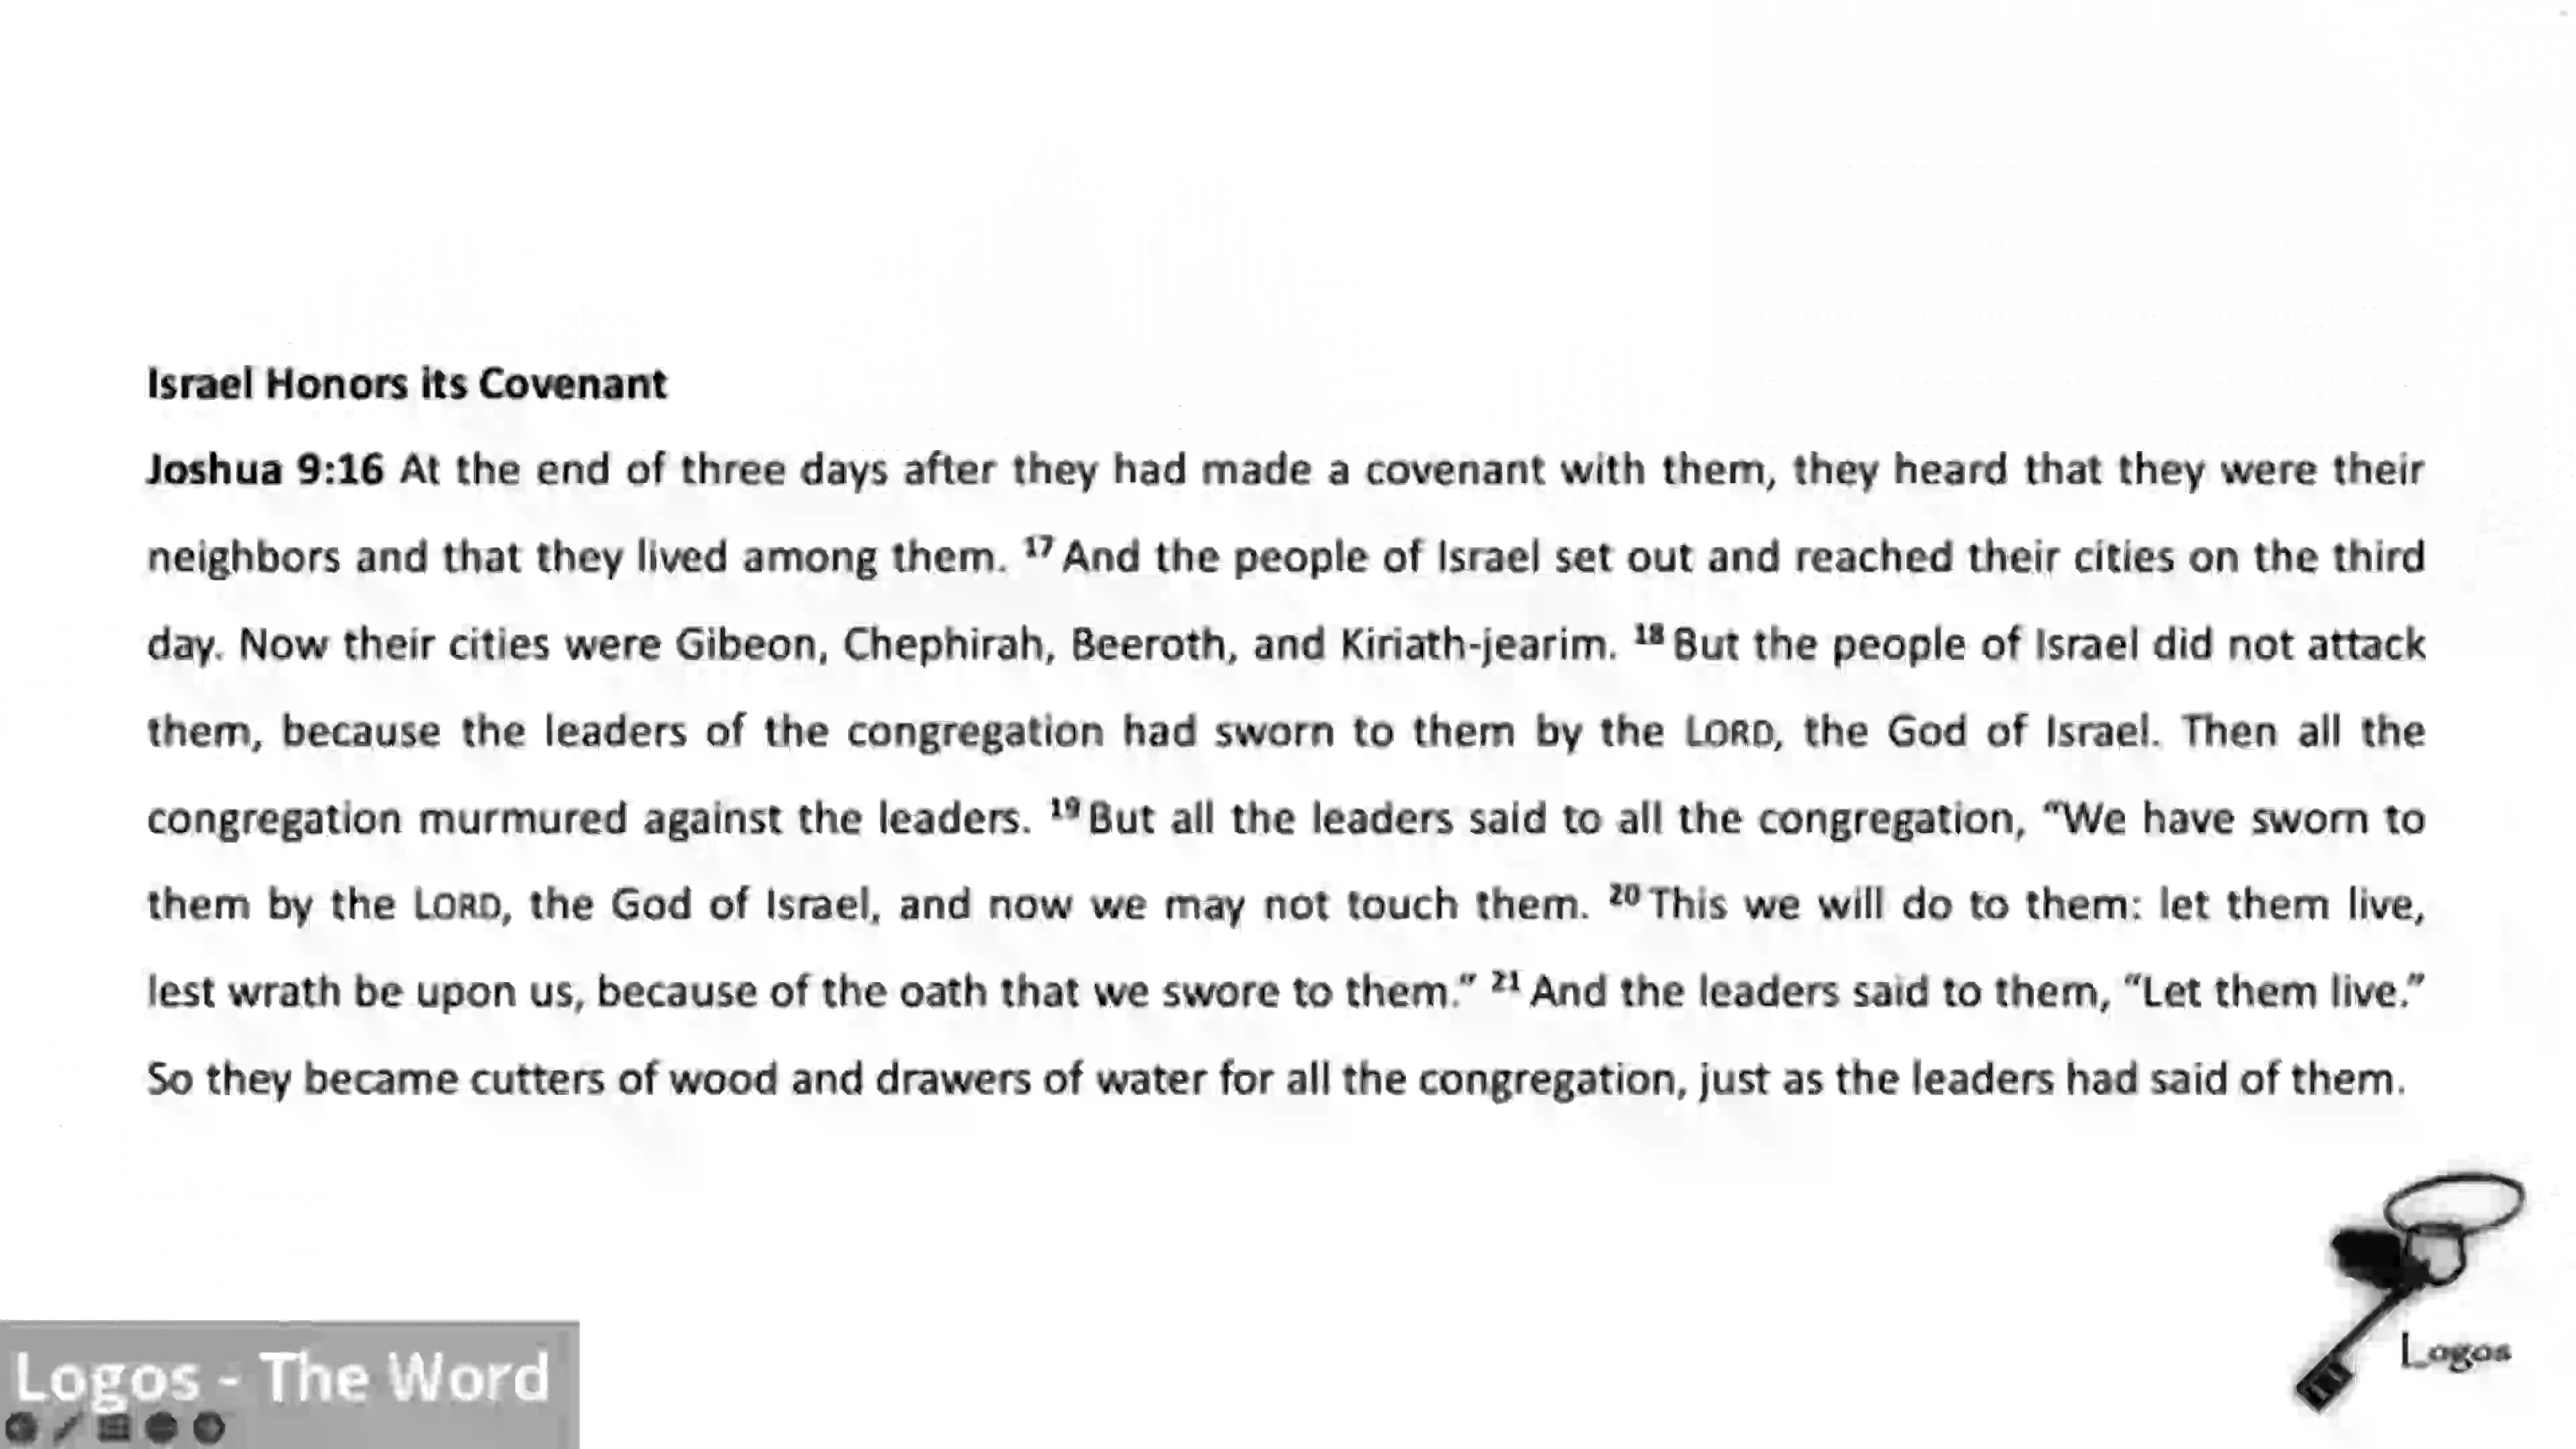 Israel Honors its Covenant
Joshua 9:16 At the end of three days after they had made a covenant with them, they heard that they were their
neighbors and that they lived among them. 17 And the people of Israel set out and reached their cities on the third
day. Now their cities were Gibeon, Chephirah, Beeroth, and Kiriath-jearim. 18 But the people of Israel did not attack
them, because the leaders of the congregation had sworn to them by the LORD, the God of Israel. Then all the
congregation murmured against the leaders. 19 But all the leaders said to all the congregation, “We have sworn to
them by the LORD, the God of Israel, and now we may not touch them. 20 This we will do to them: let them live,
lest wrath be upon us, because of the oath that we swore to them.” 21 And the leaders said to them, “Let them live.”
So they became cutters of wood and drawers of water for all the congregation, just as the leaders had said of them.
Logos
Logos - The Word